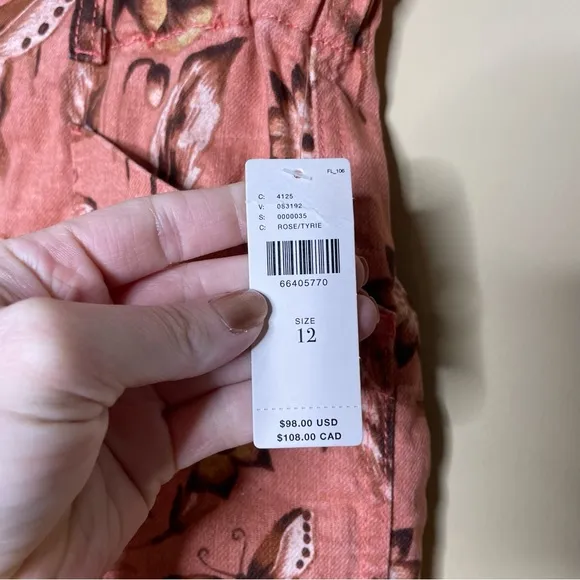 FL_106
C: 4125
V: 053192
S: 0000035
C: ROSE/TYRIE
66405770
SIZE
12
$98.00 USD
$108.00 CAD